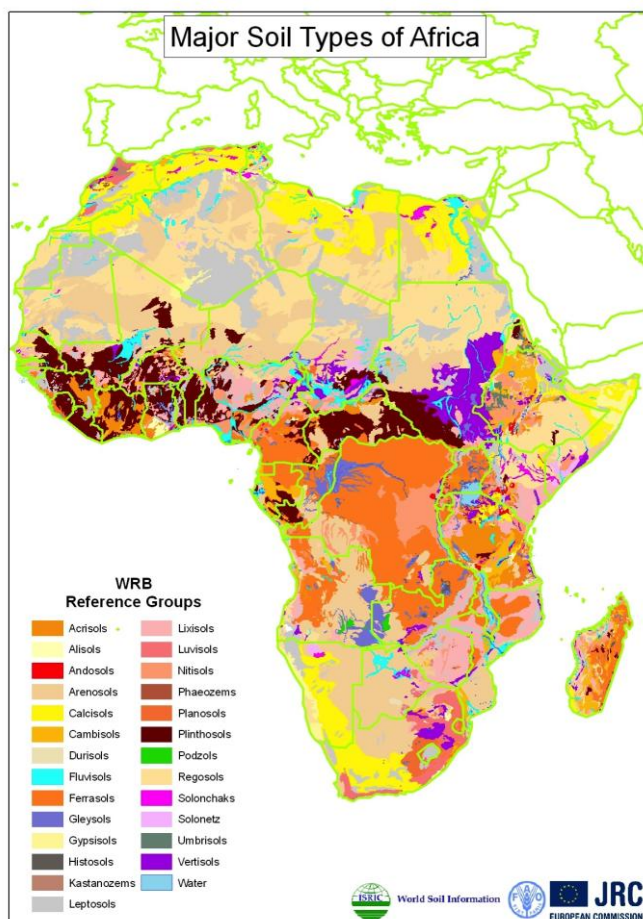 Major Soil Types of Africa
WRB
Reference Groups
Acrisols
Alisols
Andosols
Arenosols
Calcisols
Cambisols
Durisols
Fluvisols
Ferrasols
Gleysols
Gypsisols
Histosols
Kastanozems
Leptosols
Lixisols
Luvisols
Nitisols
Phaeozems
Planosols
Plinthosols
Podzols
Regosols
Solonchaks
Solonetz
Umbrisols
Vertisols
Water
ISRIC
World Soil Information
JRC
EUROPEAN COMMISSION